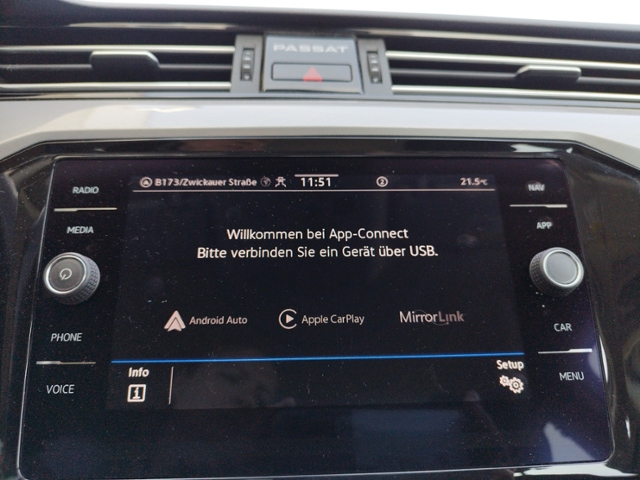 PASSAT
RADIO
B173/Zwickauer Straße 11:51 21.5°C
NAV
MEDIA
APP
Willkommen bei App-Connect
Bitte verbinden Sie ein Gerät über USB.
Android Auto
Apple CarPlay
MirrorLink
PHONE
CAR
VOICE
Info
Setup
MENU